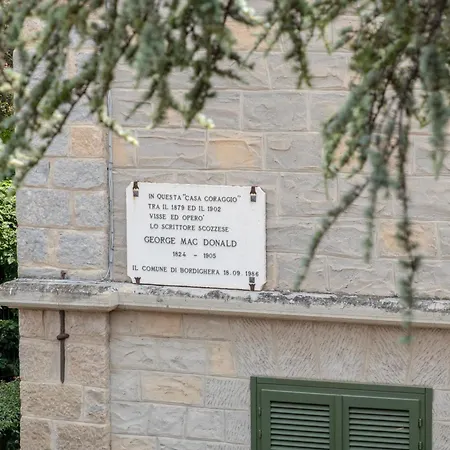 IN QUESTA "CASA CORAGGIO"
TRA IL 1879 ED IL 1902
VISSE ED OPERO'
LO SCRITTORE SCOZZESE
GEORGE MAC DONALD
1824 - 1905
IL COMUNE DI BORDIGHERA 18.09.1986